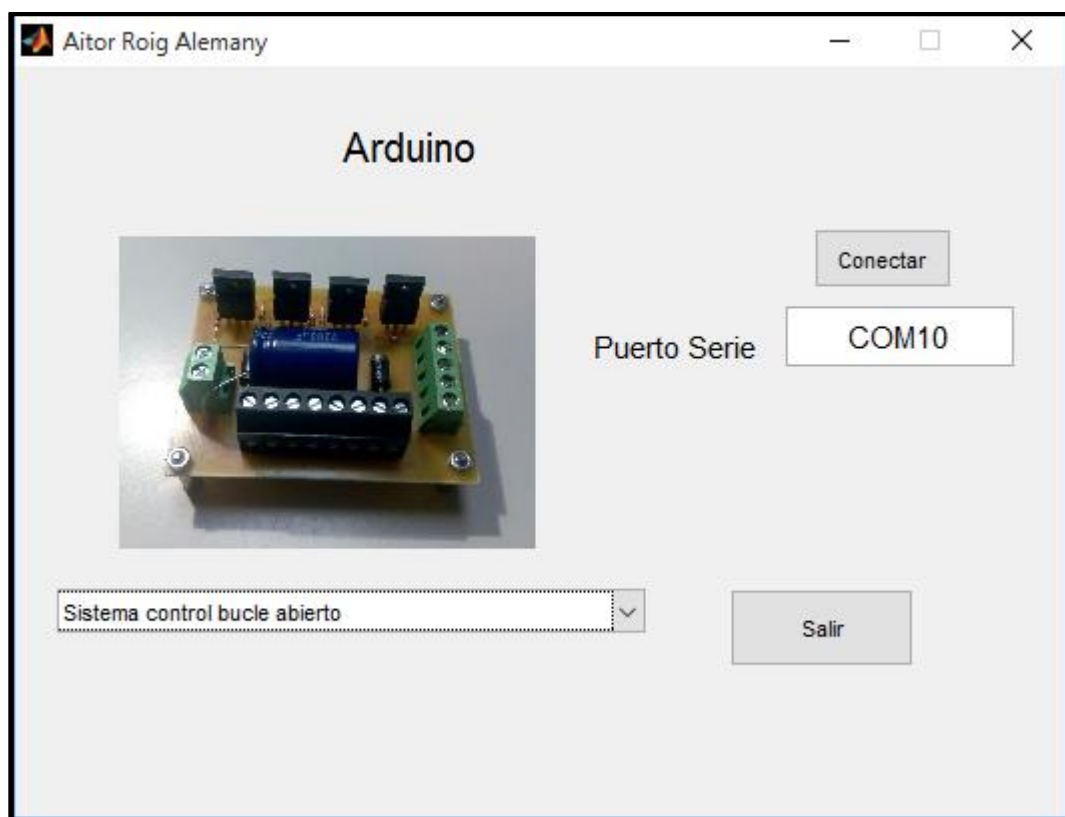 Aitor Roig Alemany
Arduino
Conectar
Puerto Serie
COM10
Sistema control bucle abierto
Salir